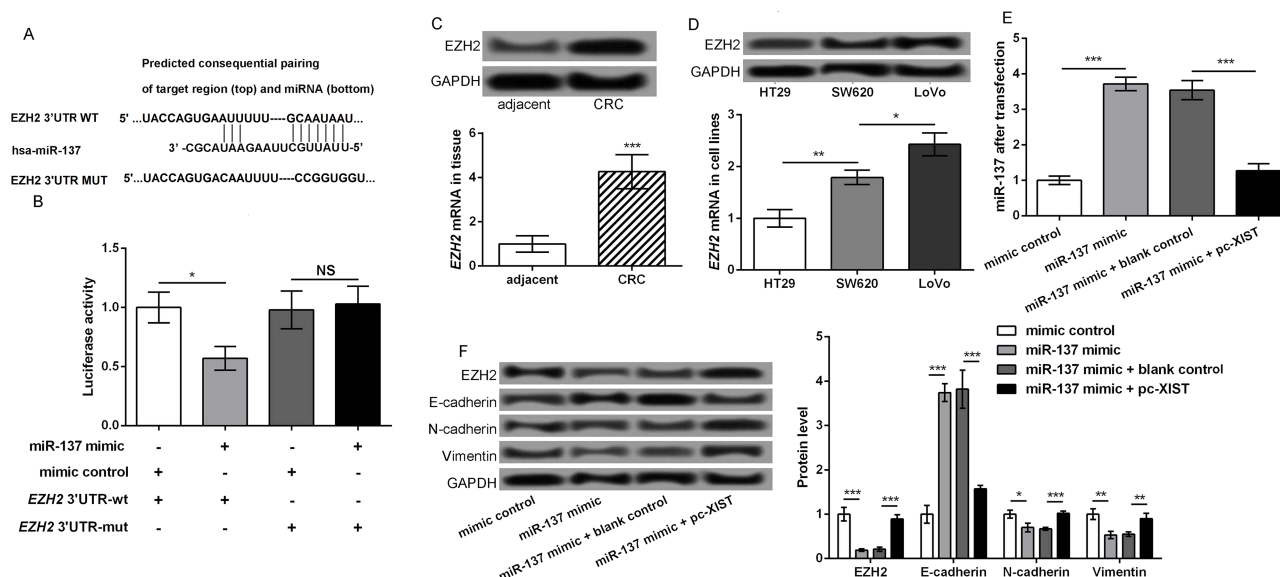 A
Predicted consequential pairing
of target region (top) and miRNA (bottom)
EZH2 3'UTR WT 5' ...UACCAGUGAAUUUUU----GCAAUAAU...
hsa-miR-137 3' -CGCAUAAGAAUUCGUUAUU-5'
EZH2 3'UTR MUT ...UACCAGUGACAAUUUU----CCGGUGGU...
B
Luciferase activity
1.5
1.0
0.5
0.0
*
NS
miR-137 mimic - + - +
mimic control + - + -
EZH2 3'UTR-wt + + - -
EZH2 3'UTR-mut - - + +
C
EZH2
GAPDH
adjacent CRC
EZH2 mRNA in tissue
6
4
2
0
***
adjacent CRC
D
EZH2
GAPDH
HT29 SW620 LoVo
EZH2 mRNA in cell lines
3
2
1
0
**
*
HT29 SW620 LoVo
E
miR-137 after transfection
5
4
3
2
1
0
***
***
mimic control
miR-137 mimic
miR-137 mimic + blank control
miR-137 mimic + pc-XIST
F
EZH2
E-cadherin
N-cadherin
Vimentin
GAPDH
mimic control
miR-137 mimic
miR-137 mimic + blank control
miR-137 mimic + pc-XIST
mimic control
miR-137 mimic
miR-137 mimic + blank control
miR-137 mimic + pc-XIST
Protein level
5
4
3
2
1
0
*** ***
*** ***
* ***
** **
EZH2 E-cadherin N-cadherin Vimentin